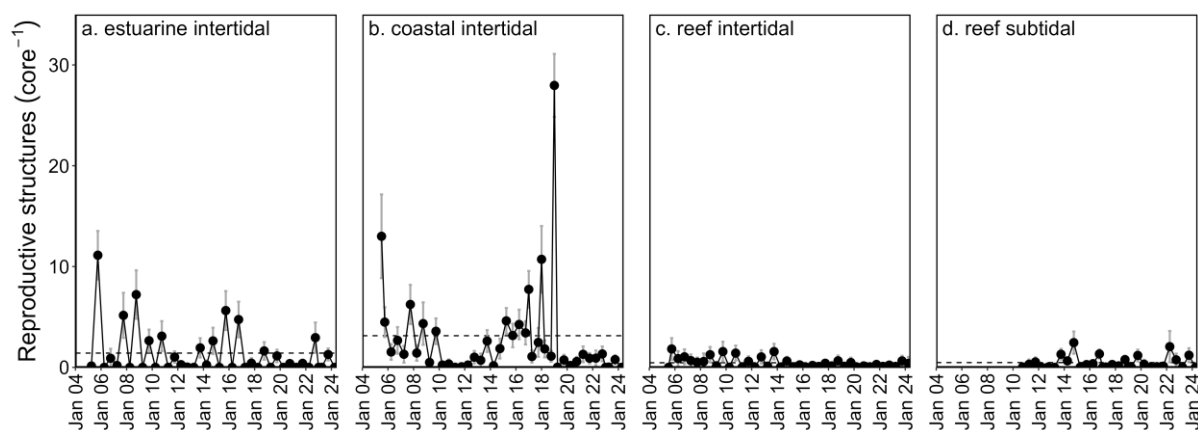 a. estuarine intertidal
b. coastal intertidal
c. reef intertidal
d. reef subtidal
Reproductive structures (core⁻¹)
30
20
10
0
Jan 04
Jan 06
Jan 08
Jan 10
Jan 12
Jan 14
Jan 16
Jan 18
Jan 20
Jan 22
Jan 24
Jan 04
Jan 06
Jan 08
Jan 10
Jan 12
Jan 14
Jan 16
Jan 18
Jan 20
Jan 22
Jan 24
Jan 04
Jan 06
Jan 08
Jan 10
Jan 12
Jan 14
Jan 16
Jan 18
Jan 20
Jan 22
Jan 24
Jan 04
Jan 06
Jan 08
Jan 10
Jan 12
Jan 14
Jan 16
Jan 18
Jan 20
Jan 22
Jan 24